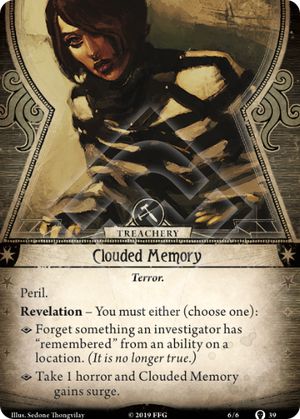 TREACHERY
Clouded Memory
Terror.
Peril.
Revelation – You must either (choose one):
Forget something an investigator has
"remembered" from an ability on a
location. (It is no longer true.)
Take 1 horror and Clouded Memory
gains surge.
Illus. Sedone Thongvilay
© 2019 FFG
6/6
39